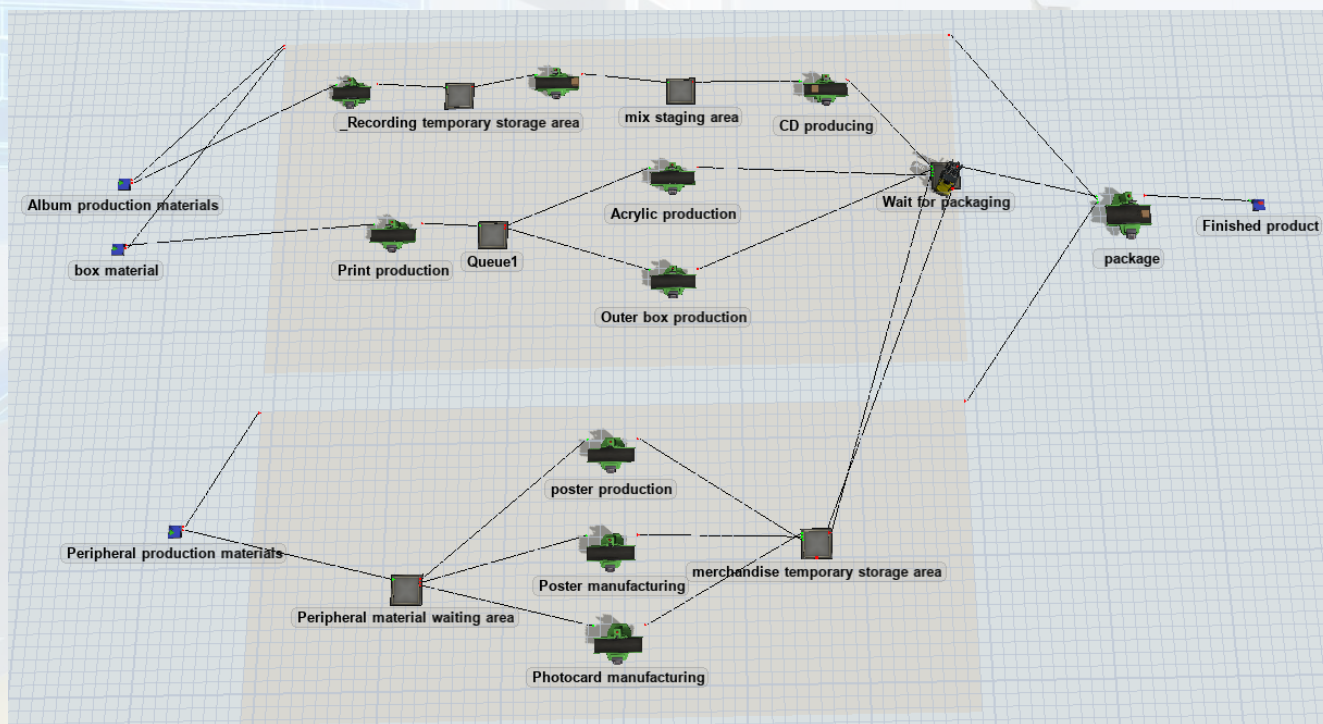 _Recording temporary storage area
mix staging area
CD producing
Album production materials
Acrylic production
Wait for packaging
Finished product
box material
Print production
Queue1
package
Outer box production
poster production
Peripheral production materials
Poster manufacturing
merchandise temporary storage area
Peripheral material waiting area
Photocard manufacturing